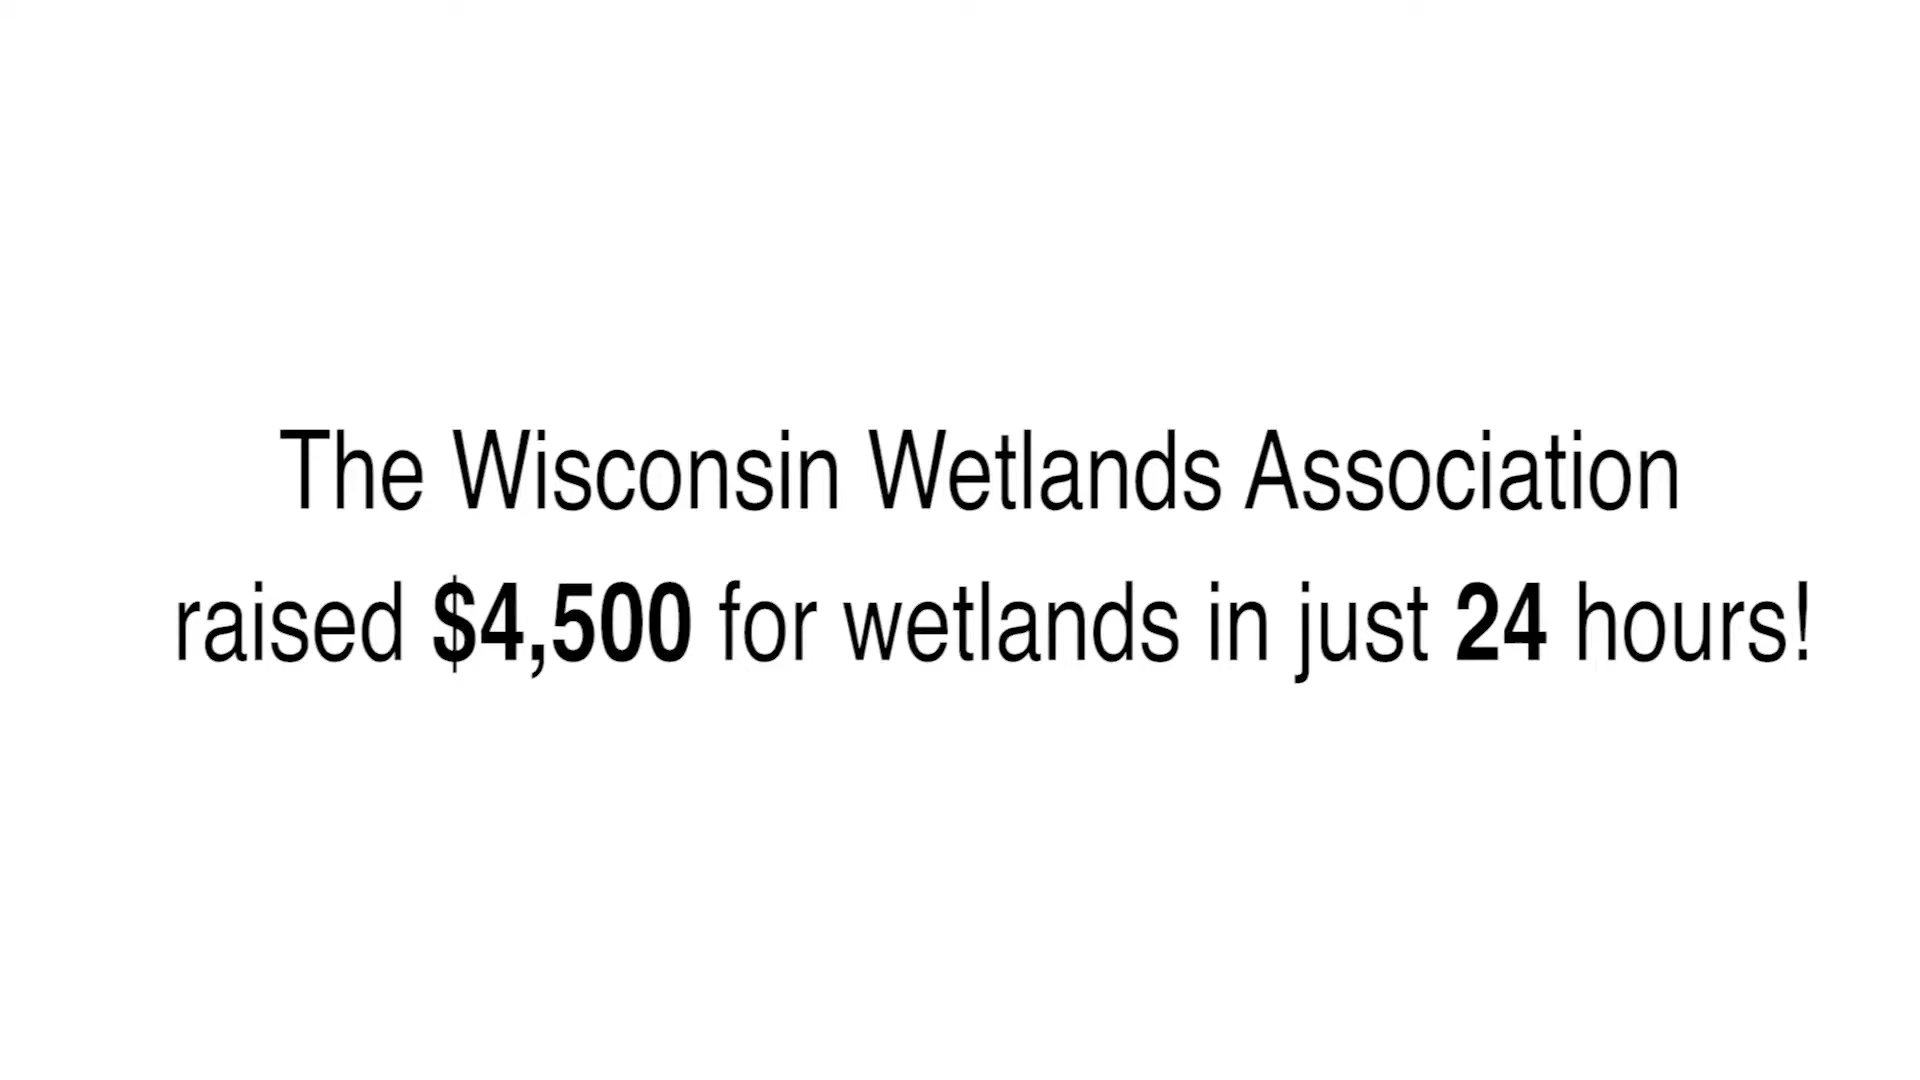 The Wisconsin Wetlands Association
raised $4,500 for wetlands in just 24 hours!